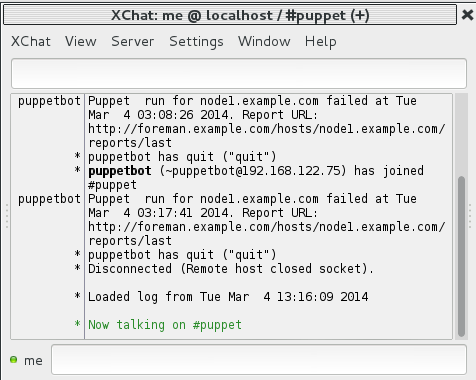 XChat: me @ localhost / #puppet (+)
XChat View Server Settings Window Help
puppetbot Puppet  run for node1.example.com failed at Tue
Mar  4 03:08:26 2014. Report URL:
http://foreman.example.com/hosts/node1.example.com/
reports/last
* puppetbot has quit ("quit")
* puppetbot (~puppetbot@192.168.122.75) has joined
#puppet
puppetbot Puppet  run for node1.example.com failed at Tue
Mar  4 03:17:41 2014. Report URL:
http://foreman.example.com/hosts/node1.example.com/
reports/last
* puppetbot has quit ("quit")
* Disconnected (Remote host closed socket).
* Loaded log from Tue Mar  4 13:16:09 2014
* Now talking on #puppet
me